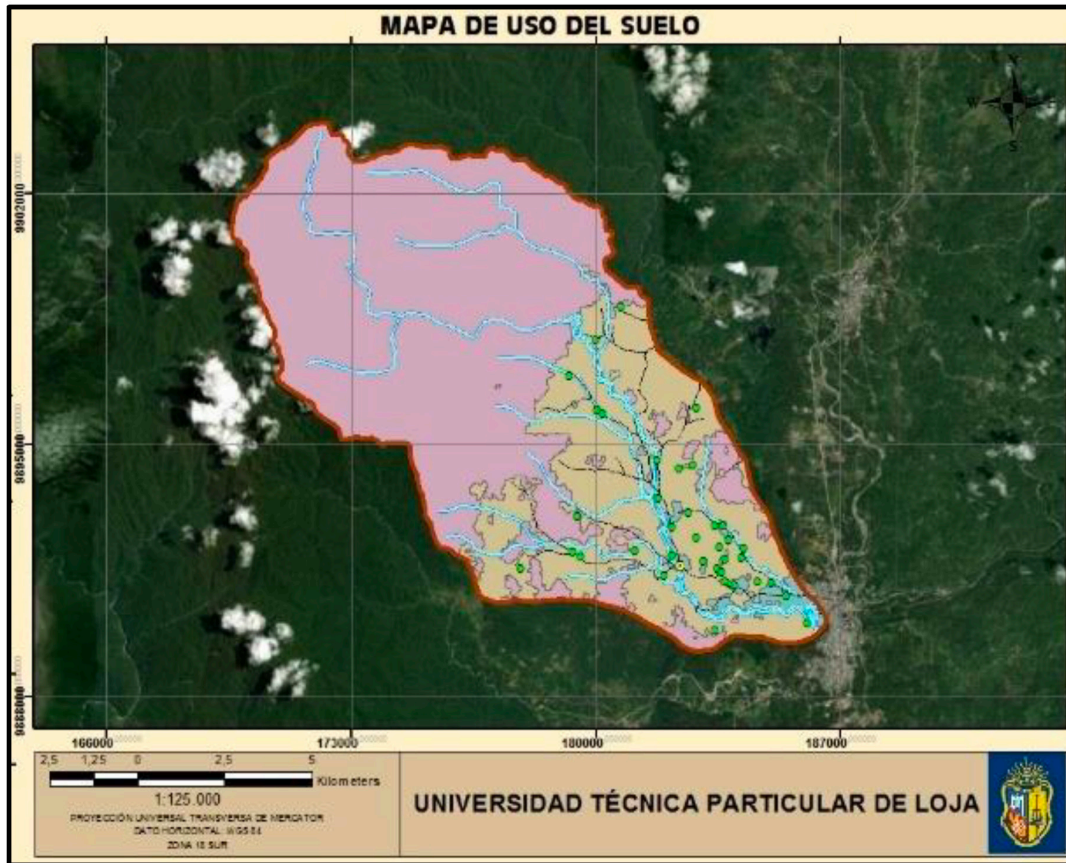 MAPA DE USO DEL SUELO
N
W E
S
9902000
9895000
9888000
166000 173000 180000 187000
2,5 1,25 0 2,5 5
Kilometers
1:125.000
PROYECCIÓN UNIVERSAL TRANSVERSA DE MERCATOR
DATO HORIZONTAL: WGS 84
ZONA 18 SUR
UNIVERSIDAD TÉCNICA PARTICULAR DE LOJA